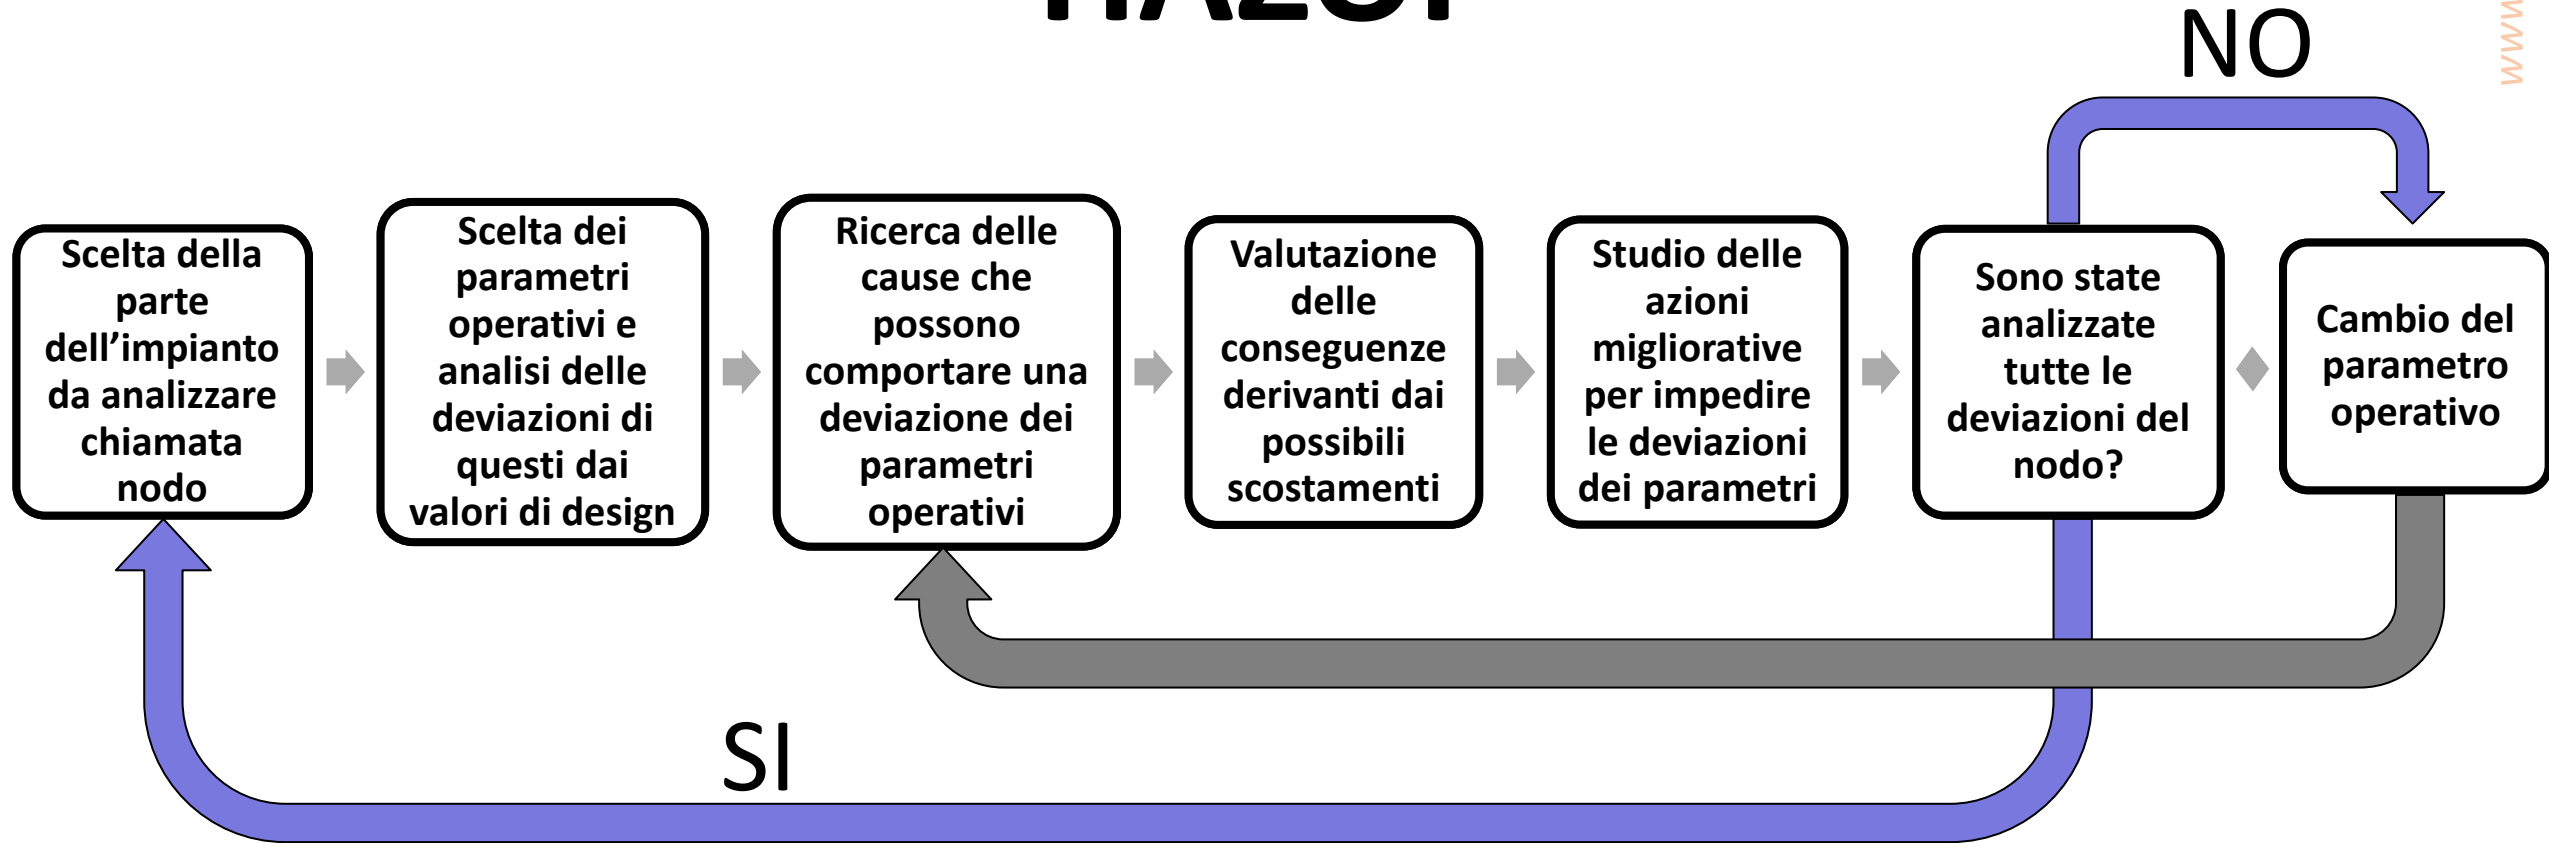 NO
Scelta della
parte
dell’impianto
da analizzare
chiamata
nodo
Scelta dei
parametri
operativi e
analisi delle
deviazioni di
questi dai
valori di design
Ricerca delle
cause che
possono
comportare una
deviazione dei
parametri
operativi
Valutazione
delle
conseguenze
derivanti dai
possibili
scostamenti
Studio delle
azioni
migliorative
per impedire
le deviazioni
dei parametri
Sono state
analizzate
tutte le
deviazioni del
nodo?
Cambio del
parametro
operativo
SI